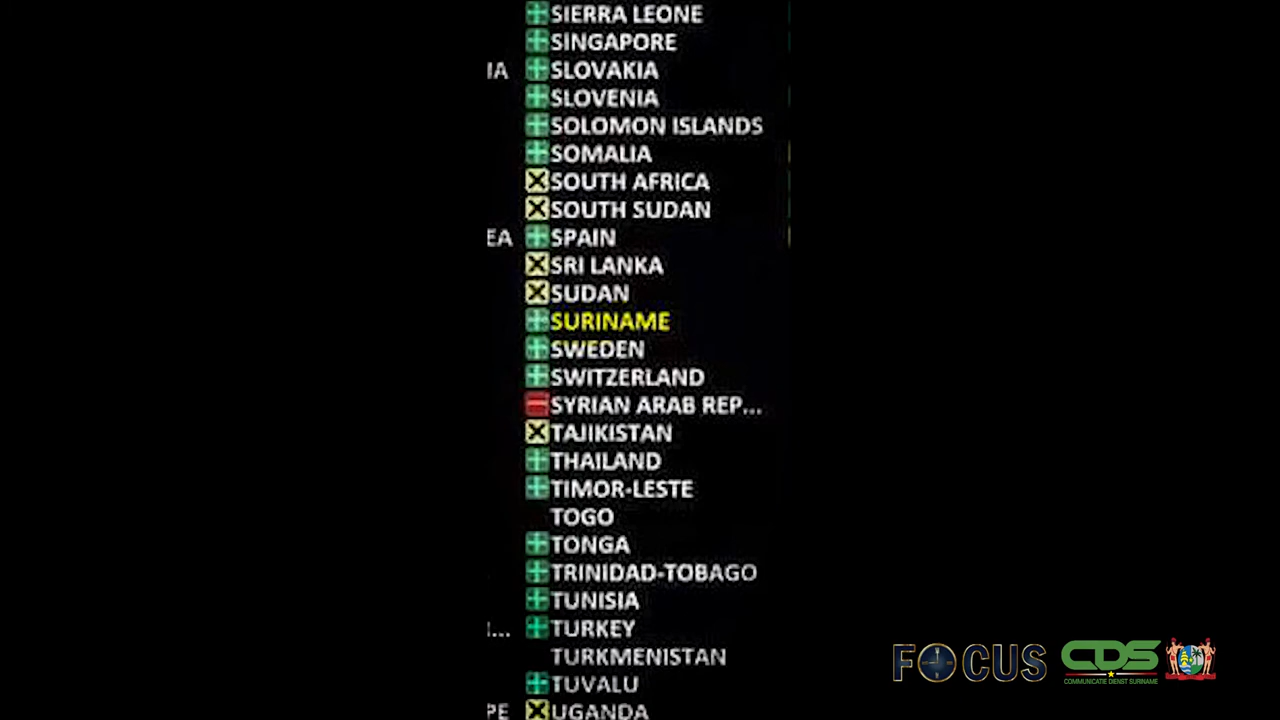 SIERRA LEONE
SINGAPORE
IA SLOVAKIA
SLOVENIA
SOLOMON ISLANDS
SOMALIA
SOUTH AFRICA
SOUTH SUDAN
EA SPAIN
SRI LANKA
SUDAN
SURINAME
SWEDEN
SWITZERLAND
SYRIAN ARAB REP...
TAJIKISTAN
THAILAND
TIMOR-LESTE
TOGO
TONGA
TRINIDAD-TOBAGO
TUNISIA
... TURKEY
TURKMENISTAN
TUVALU
PE UGANDA
FOCUS
CDS
COMMUNICATIE DIENST SURINAME